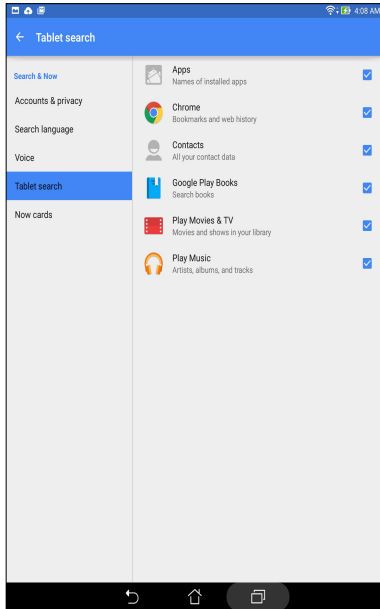 4:08 AM
Tablet search
Search & Now
Accounts & privacy
Search language
Voice
Tablet search
Now cards
Apps
Names of installed apps
Chrome
Bookmarks and web history
Contacts
All your contact data
Google Play Books
Search books
Play Movies & TV
Movies and shows in your library
Play Music
Artists, albums, and tracks